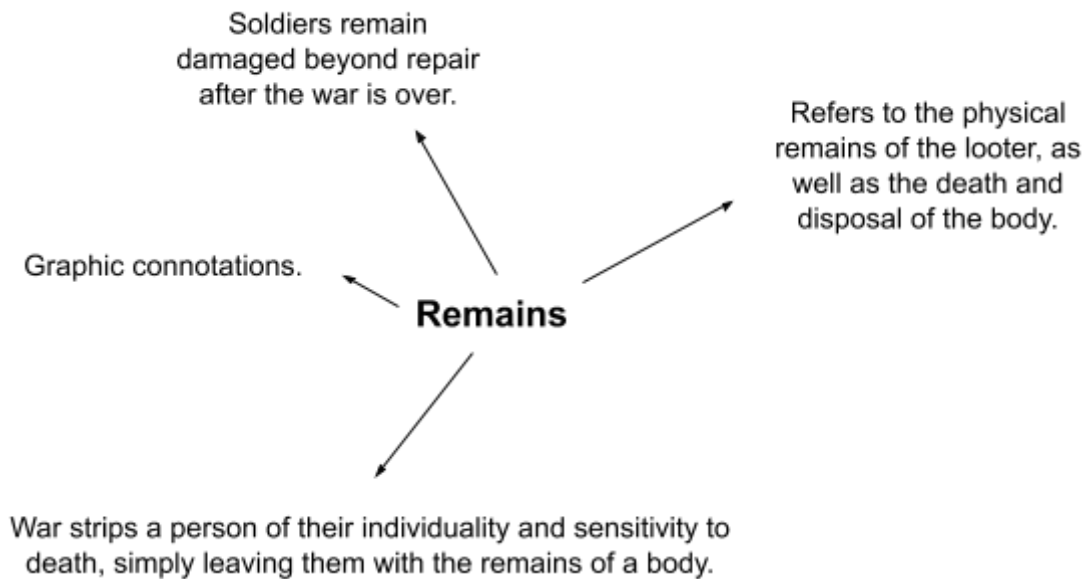 Soldiers remain
damaged beyond repair
after the war is over.
Refers to the physical
remains of the looter, as
well as the death and
disposal of the body.
Graphic connotations.
Remains
War strips a person of their individuality and sensitivity to
death, simply leaving them with the remains of a body.